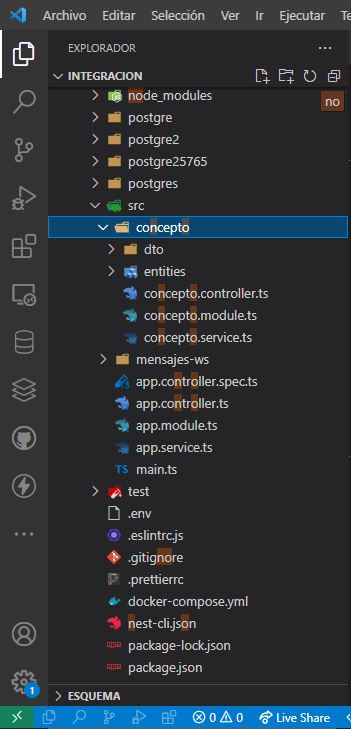 Archivo Editar Selección Ver Ir Ejecutar Te
EXPLORADOR
INTEGRACION
node_modules
no
postgre
postgre2
postgre25765
postgres
src
concepto
dto
entities
concepto.controller.ts
concepto.module.ts
concepto.service.ts
mensajes-ws
app.controller.spec.ts
app.controller.ts
app.module.ts
app.service.ts
TS main.ts
test
.env
.eslintrc.js
.gitignore
.prettierrc
docker-compose.yml
nest-cli.json
package-lock.json
package.json
1
ESQUEMA
0 0 Live Share